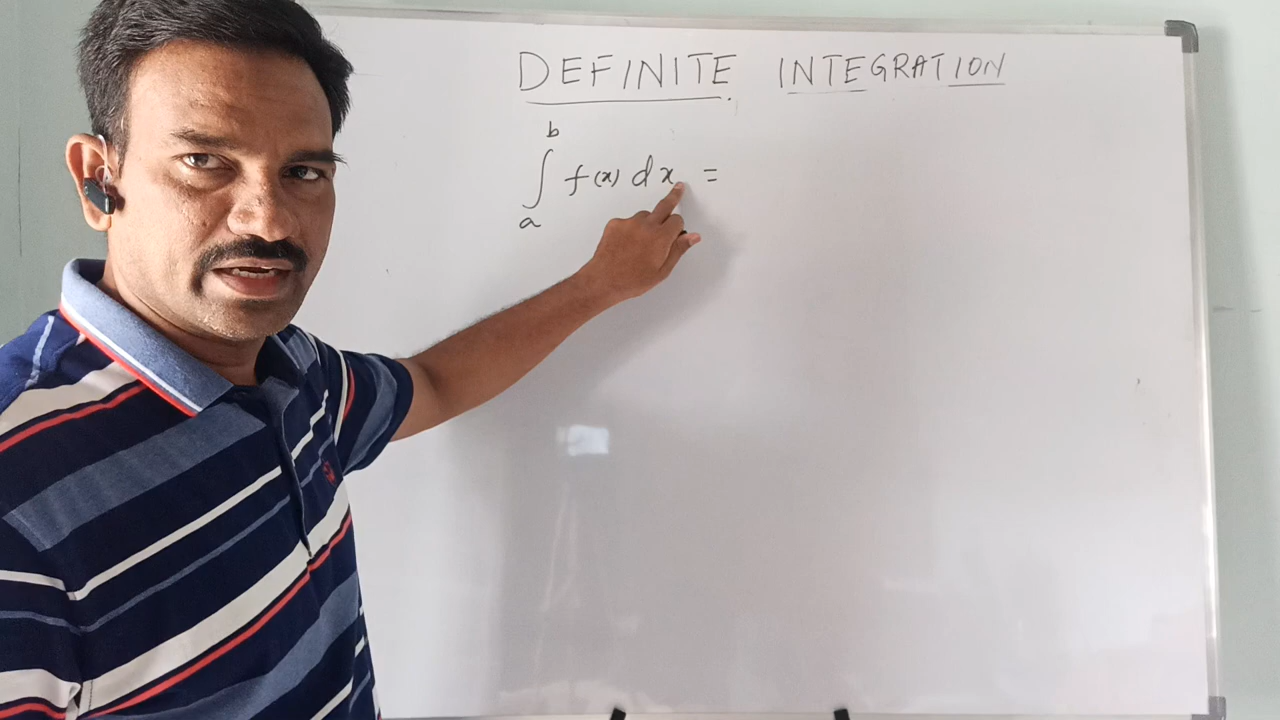 DEFINITE INTEGRATION
b
∫ f(x) dx =
a